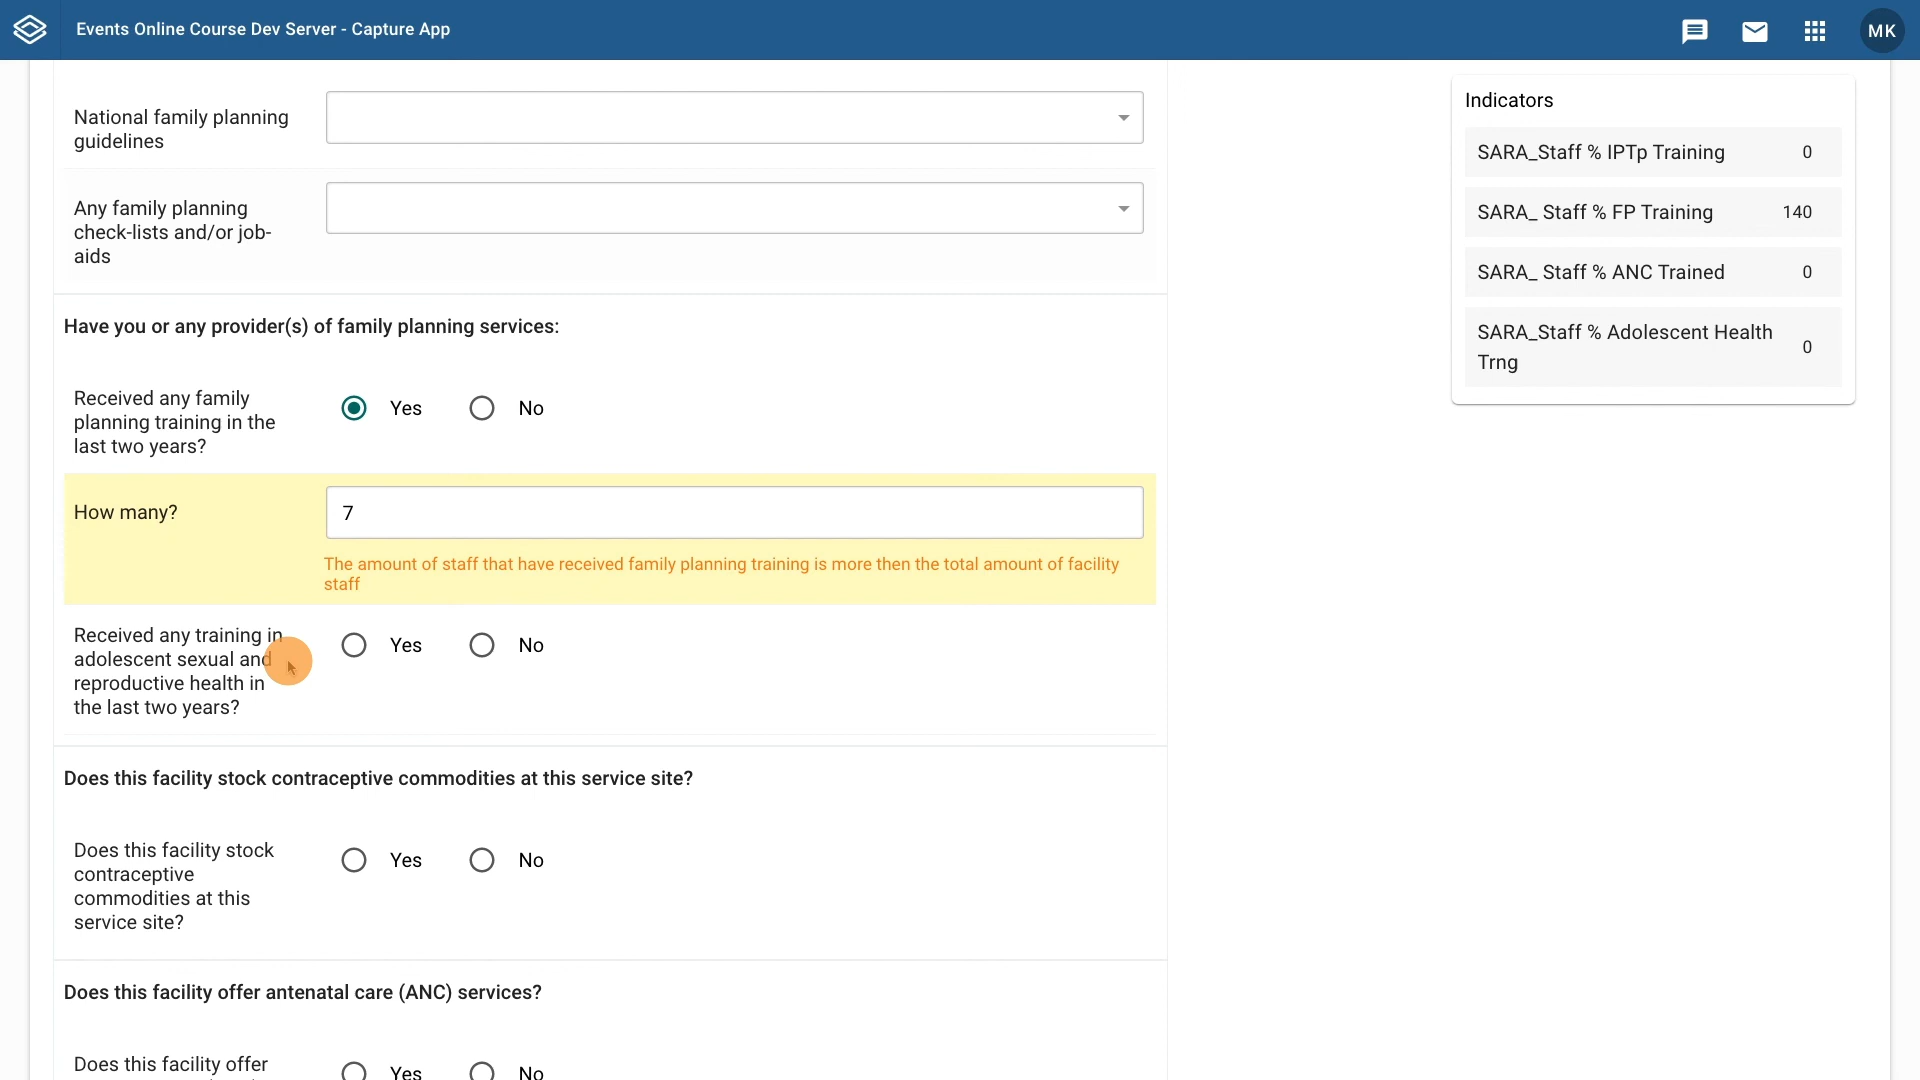 Events Online Course Dev Server - Capture App
MK
National family planning
guidelines
Any family planning
check-lists and/or job-
aids
Have you or any provider(s) of family planning services:
Received any family
planning training in the
last two years?
Yes
No
How many?
7
The amount of staff that have received family planning training is more then the total amount of facility
staff
Received any training in
adolescent sexual and
reproductive health in
the last two years?
Yes
No
Does this facility stock contraceptive commodities at this service site?
Does this facility stock
contraceptive
commodities at this
service site?
Yes
No
Does this facility offer antenatal care (ANC) services?
Does this facility offer
Yes
No
Indicators
SARA_Staff % IPTp Training 0
SARA_ Staff % FP Training 140
SARA_ Staff % ANC Trained 0
SARA_Staff % Adolescent Health
Trng
0